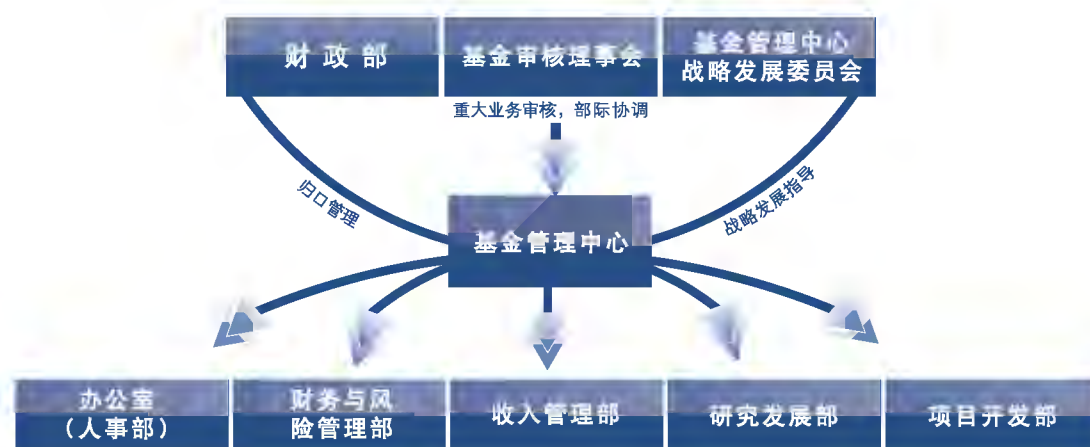 财政部
基金审核理事会
基金管理中心
战略发展委员会
重大业务审核，部际协调
归口管理
战略发展指导
基金管理中心
办公室
（人事部）
财务与风
险管理部
收入管理部
研究发展部
项目开发部